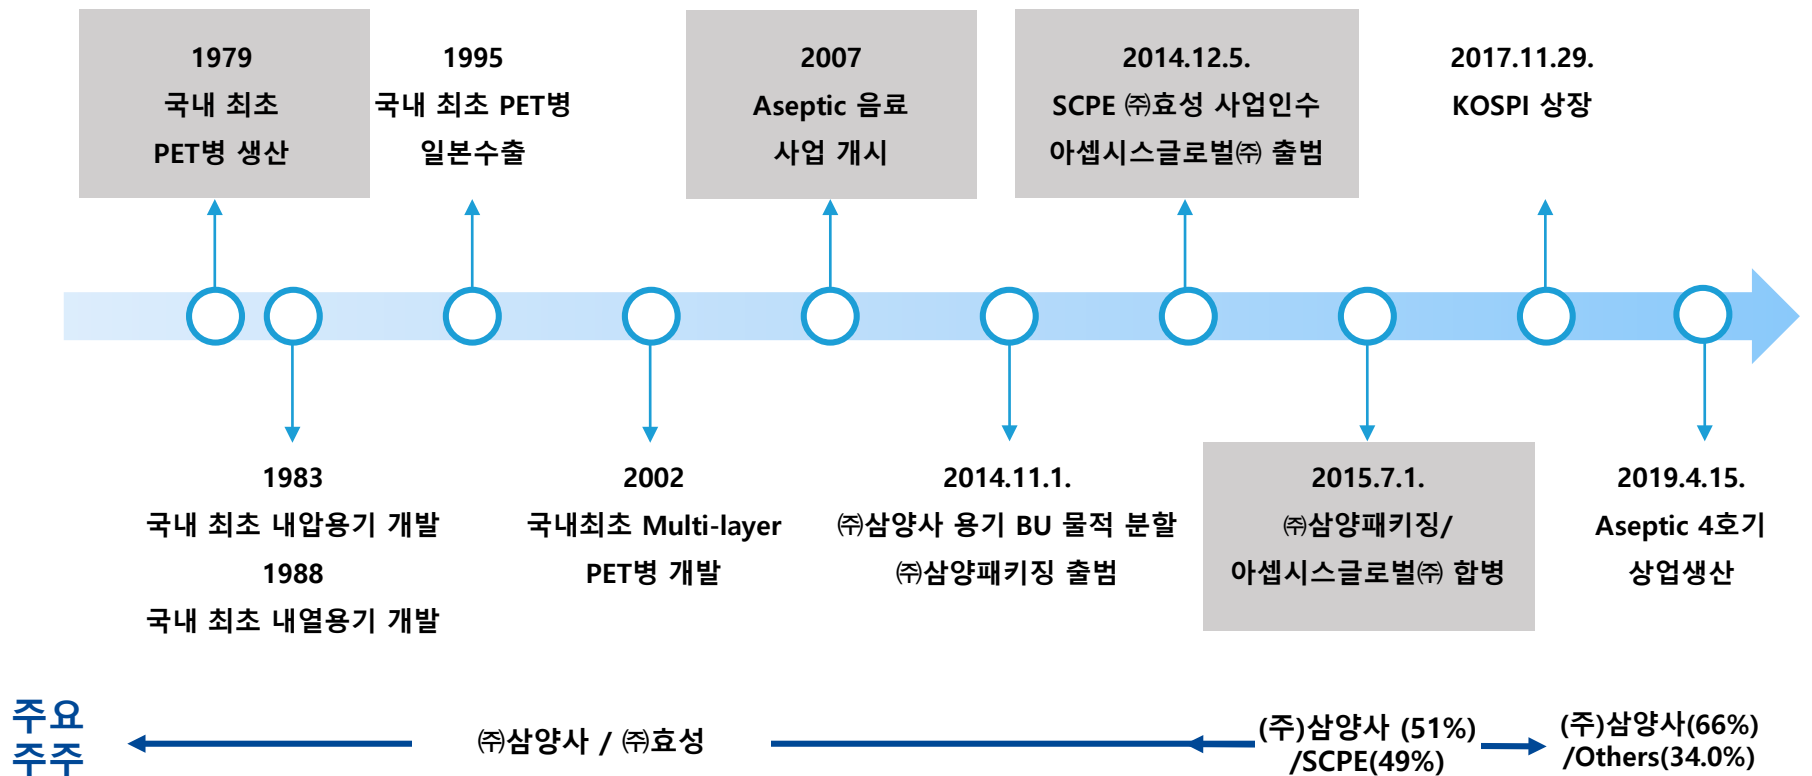 1979
국내 최초
PET병 생산
1995
국내 최초 PET병
일본수출
2007
Aseptic 음료
사업 개시
2014.12.5.
SCPE ㈜효성 사업인수
아셉시스글로벌㈜ 출범
2017.11.29.
KOSPI 상장
1983
국내 최초 내압용기 개발
1988
국내 최초 내열용기 개발
2002
국내최초 Multi-layer
PET병 개발
2014.11.1.
㈜삼양사 용기 BU 물적 분할
㈜삼양패키징 출범
2015.7.1.
㈜삼양패키징/
아셉시스글로벌㈜ 합병
2019.4.15.
Aseptic 4호기
상업생산
주요
주주
㈜삼양사 / ㈜효성
(주)삼양사 (51%)
/SCPE(49%)
(주)삼양사(66%)
/Others(34.0%)